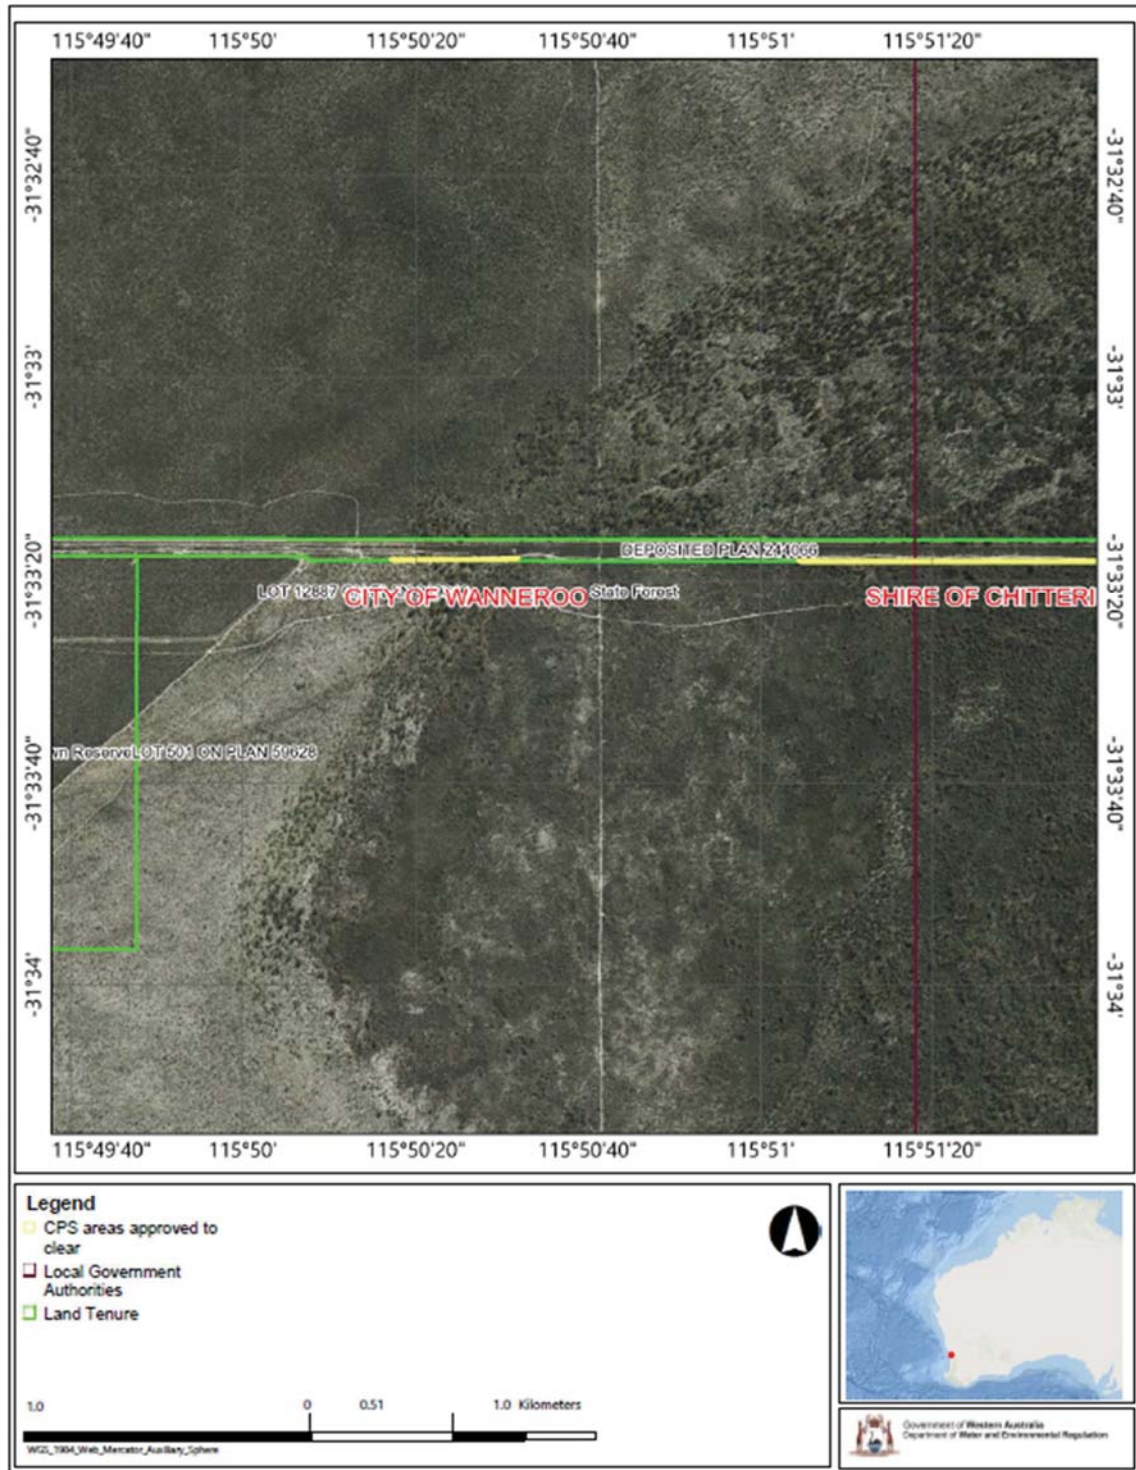 115°49'40" 115°50' 115°50'20" 115°50'40" 115°51' 115°51'20"
-31°32'40" -31°32'40"
-31°33' -31°33'
-31°33'20" -31°33'20"
DEPOSITED PLAN 244066
LOT 12887 CITY OF WANNEROO State Forest SHIRE OF CHITTERI
vn ReserveLOT 501 ON PLAN 59628
-31°33'40" -31°33'40"
-31°34' -31°34'
115°49'40" 115°50' 115°50'20" 115°50'40" 115°51' 115°51'20"
Legend
CPS areas approved to
clear
Local Government
Authorities
Land Tenure
1.0 0 0.51 1.0 Kilometers
WGS_1984_Web_Mercator_Auxiliary_Sphere
Government of Western Australia
Department of Water and Environmental Regulation